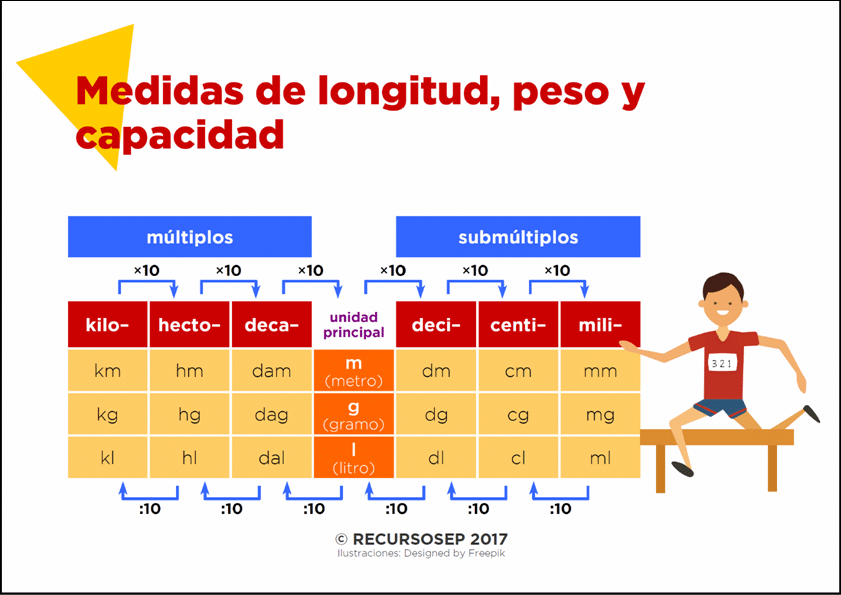 Medidas de longitud, peso y
capacidad
múltiplos submúltiplos
×10 ×10 ×10 ×10 ×10 ×10
kilo– hecto– deca– unidad principal deci– centi– mili–
km hm dam m (metro) dm cm mm
kg hg dag g (gramo) dg cg mg
kl hl dal l (litro) dl cl ml
:10 :10 :10 :10 :10 :10
321
© RECURSOSEP 2017
Ilustraciones: Designed by Freepik